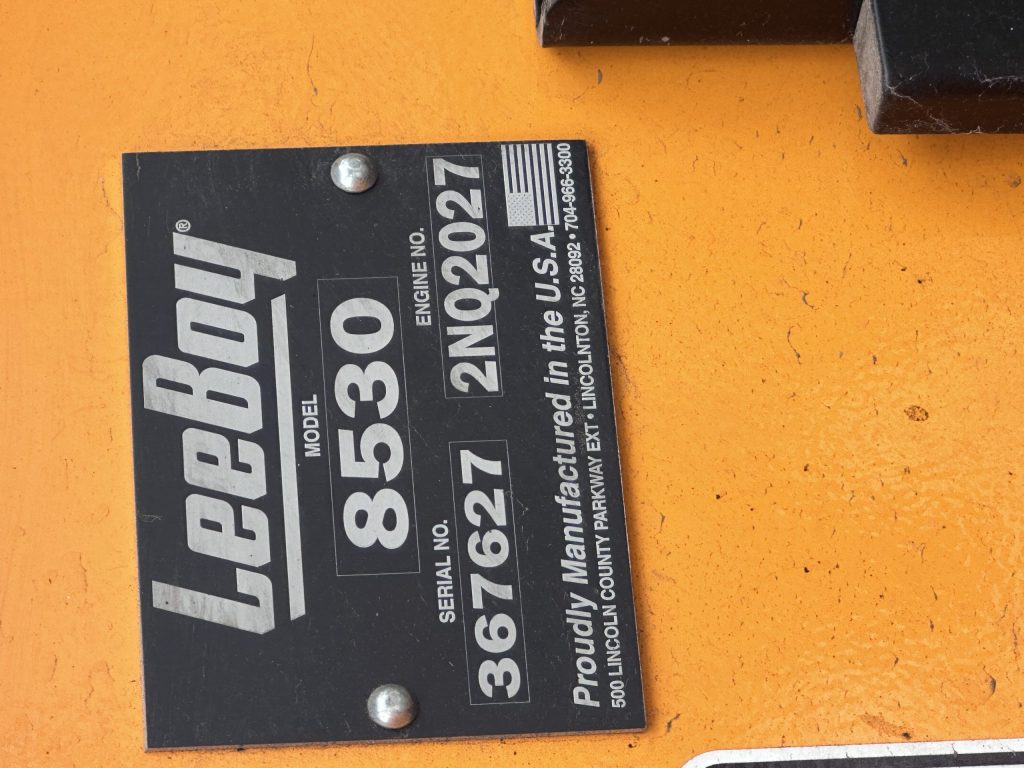 LeeBoy®
MODEL
8530
SERIAL NO. ENGINE NO.
367627 2NQ2027
Proudly Manufactured in the U.S.A.
500 LINCOLN COUNTY PARKWAY EXT • LINCOLNTON, NC 28092 • 704-966-3300